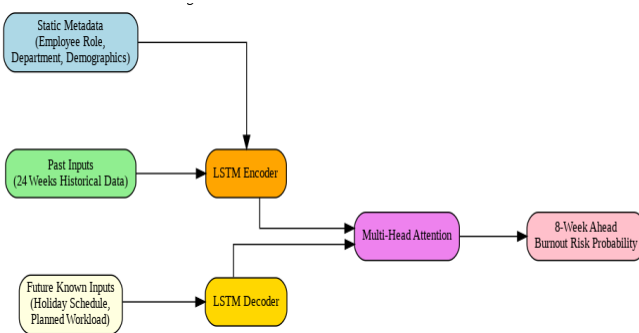 Static Metadata
(Employee Role,
Department, Demographics)
Past Inputs
(24 Weeks Historical Data)
LSTM Encoder
Multi-Head Attention
8-Week Ahead
Burnout Risk Probability
Future Known Inputs
(Holiday Schedule,
Planned Workload)
LSTM Decoder